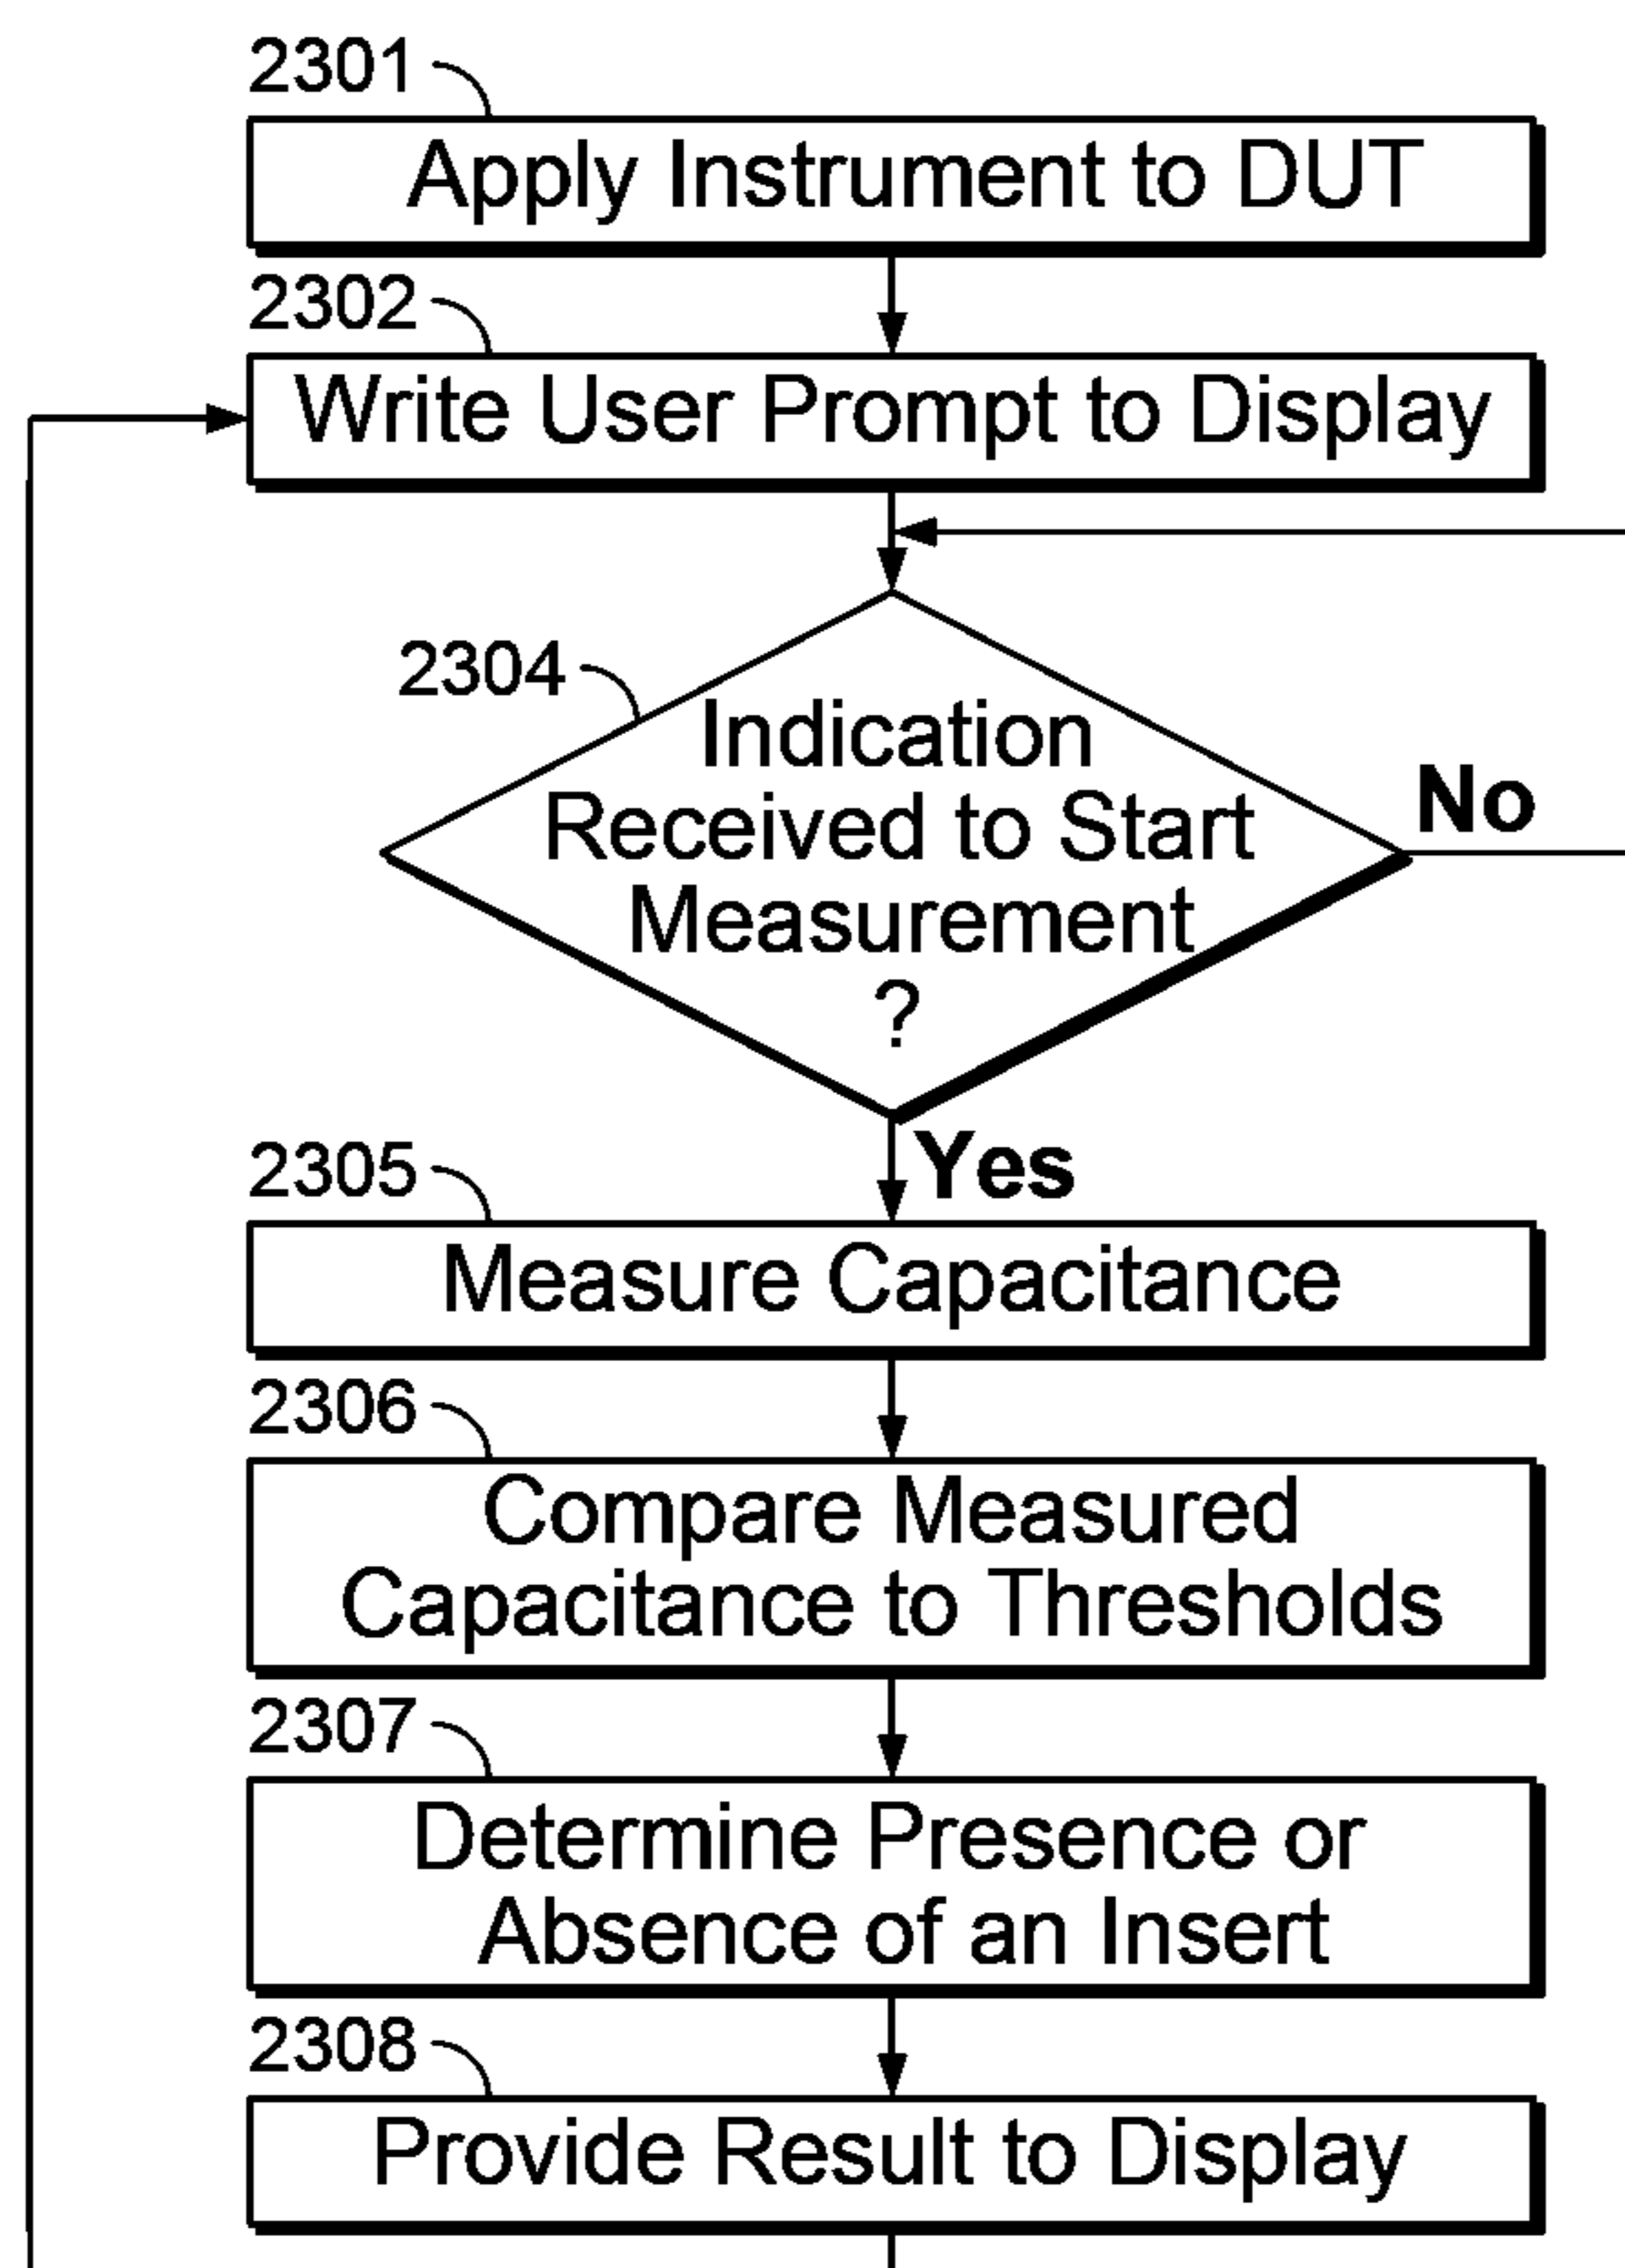 2301
Apply Instrument to DUT
2302
Write User Prompt to Display
2304
Indication
Received to Start
Measurement
?
No
Yes
2305
Measure Capacitance
2306
Compare Measured
Capacitance to Thresholds
2307
Determine Presence or
Absence of an Insert
2308
Provide Result to Display